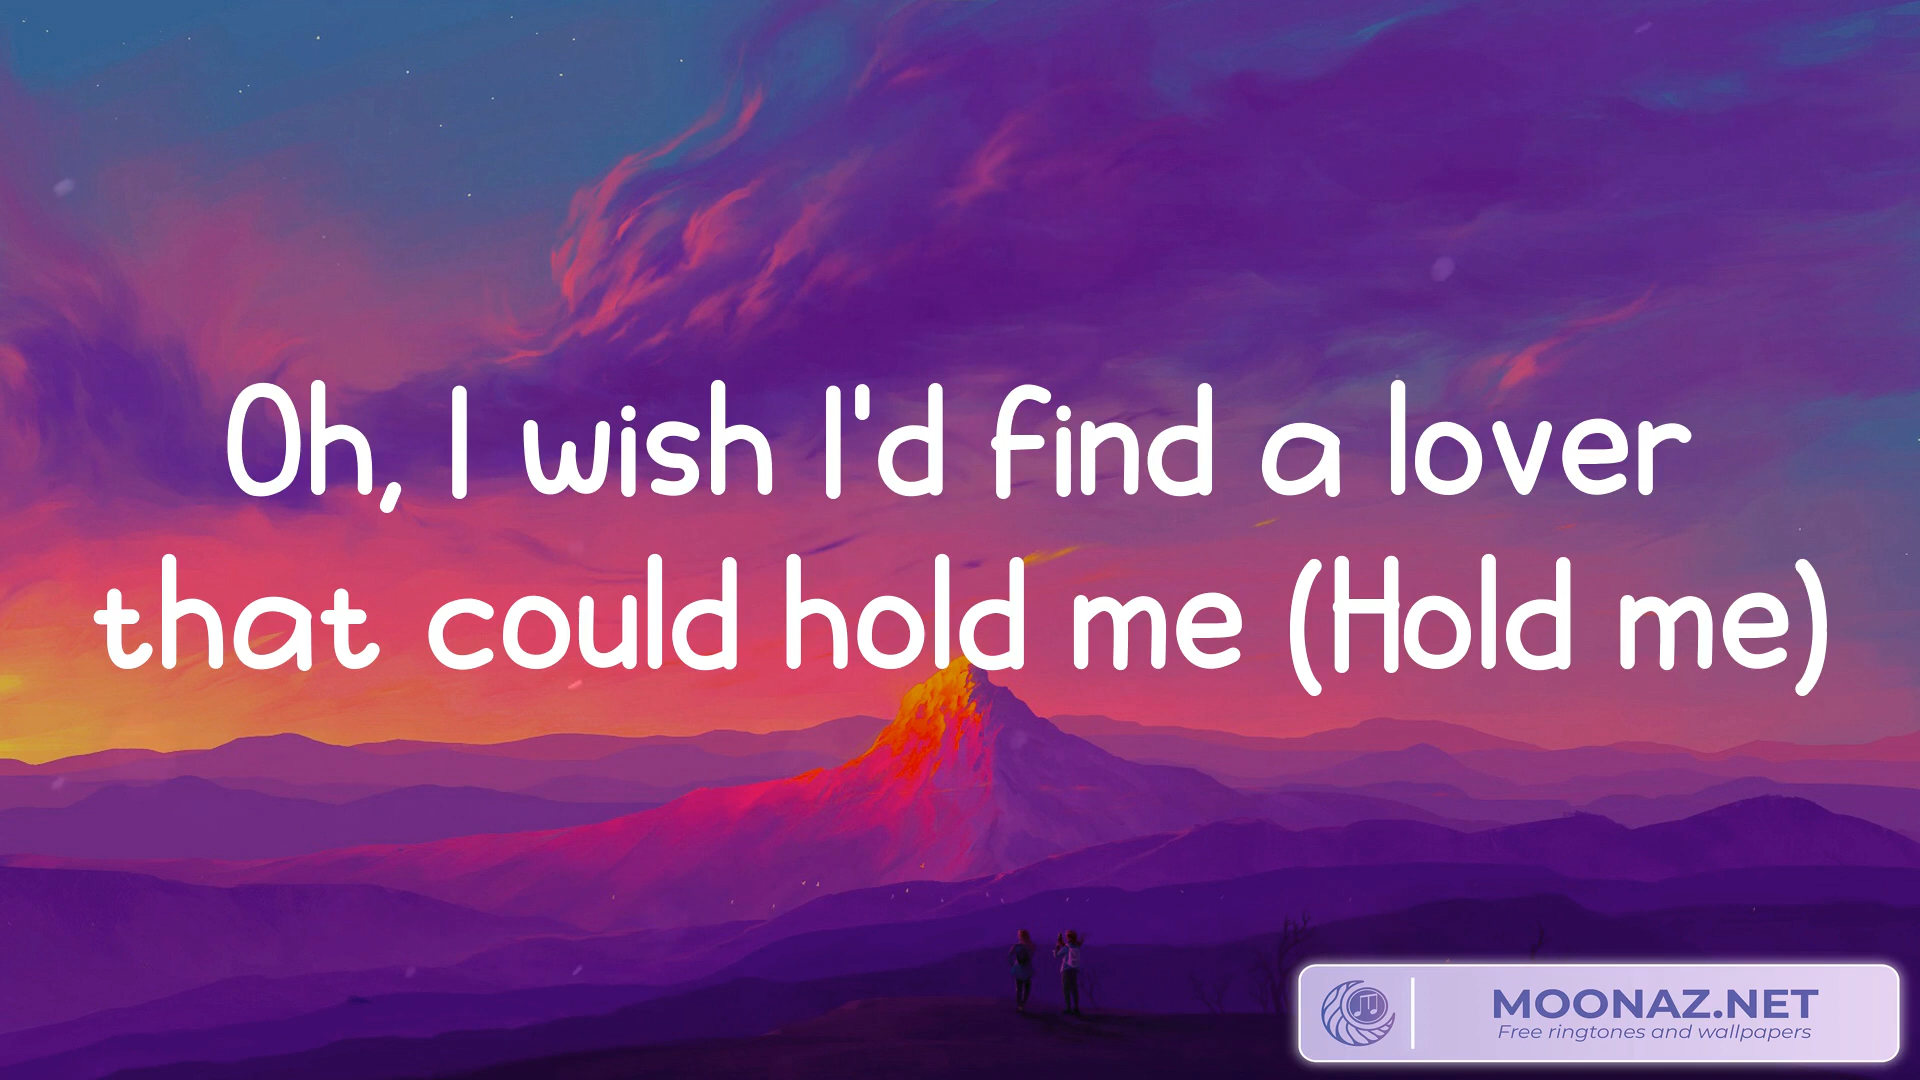 Oh, I wish I'd find a lover
that could hold me (Hold me)
MOONAZ.NET
Free ringtones and wallpapers